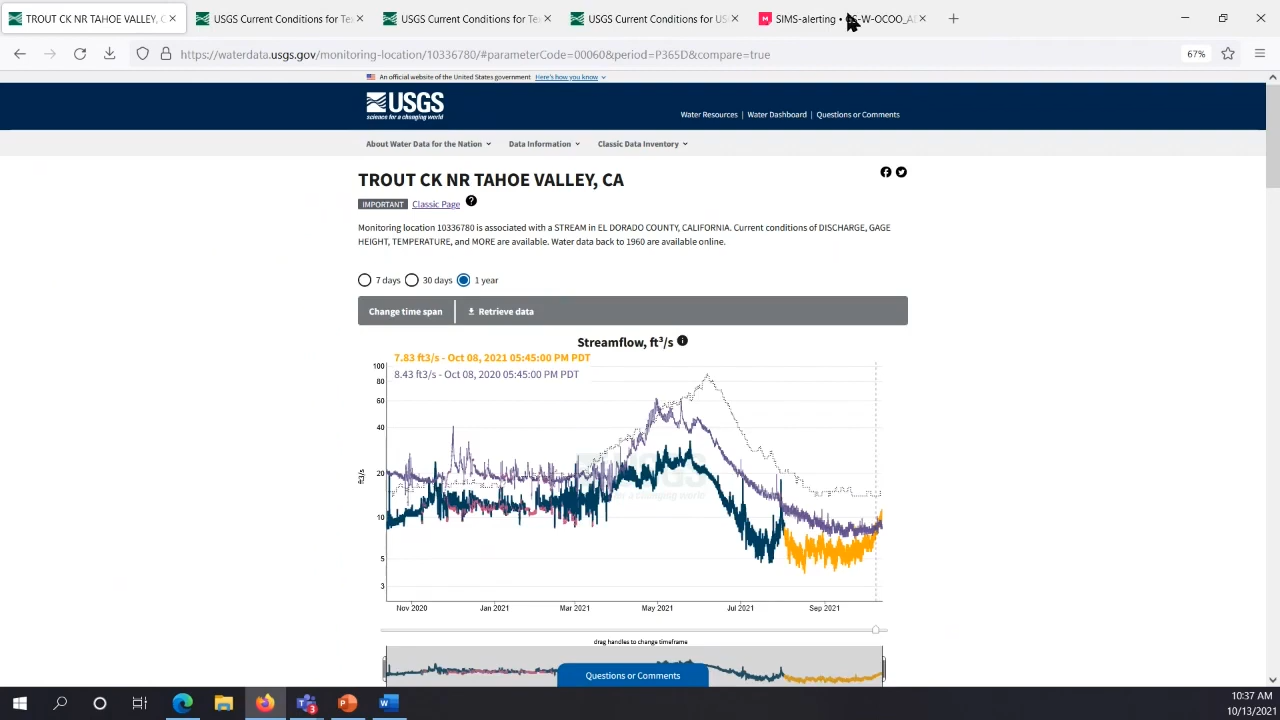 TROUT CK NR TAHOE VALLEY, C
USGS Current Conditions for Te
USGS Current Conditions for Tex
USGS Current Conditions for US
SIMS-alerting •
https://waterdata.usgs.gov/monitoring-location/10336780/#parameterCode=00060&period=P365D&compare=true
67%
An official website of the United States government Here's how you know
USGS
science for a changing world
Water Resources | Water Dashboard | Questions or Comments
About Water Data for the Nation
Data Information
Classic Data Inventory
TROUT CK NR TAHOE VALLEY, CA
IMPORTANT Classic Page ?
Monitoring location 10336780 is associated with a STREAM in EL DORADO COUNTY, CALIFORNIA. Current conditions of DISCHARGE, GAGE
HEIGHT, TEMPERATURE, and MORE are available. Water data back to 1960 are available online.
7 days 30 days 1 year
Change time span
Retrieve data
Streamflow, ft³/s
7.83 ft3/s - Oct 08, 2021 05:45:00 PM PDT
8.43 ft3/s - Oct 08, 2020 05:45:00 PM PDT
100
80
60
40
20
10
5
3
ft3/s
Nov 2020 Jan 2021 Mar 2021 May 2021 Jul 2021 Sep 2021
drag handles to change timeframe
Questions or Comments
10:37 AM
10/13/2021